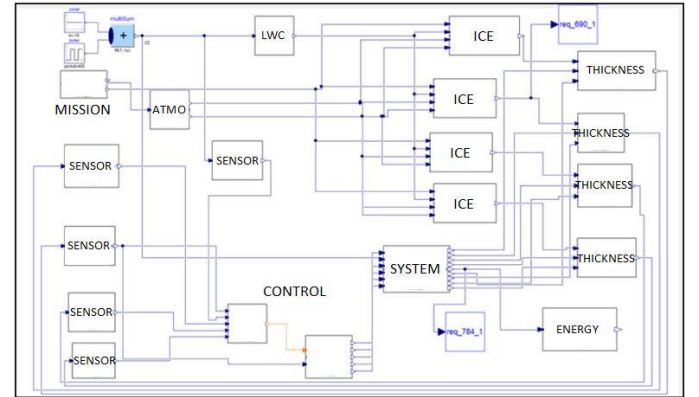 multiSum
+
LWC
ICE
req_690_1
THICKNESS
MISSION
ATMO
ICE
THICKNESS
SENSOR
SENSOR
ICE
THICKNESS
ICE
SENSOR
THICKNESS
SYSTEM
CONTROL
SENSOR
req_784_1
ENERGY
SENSOR